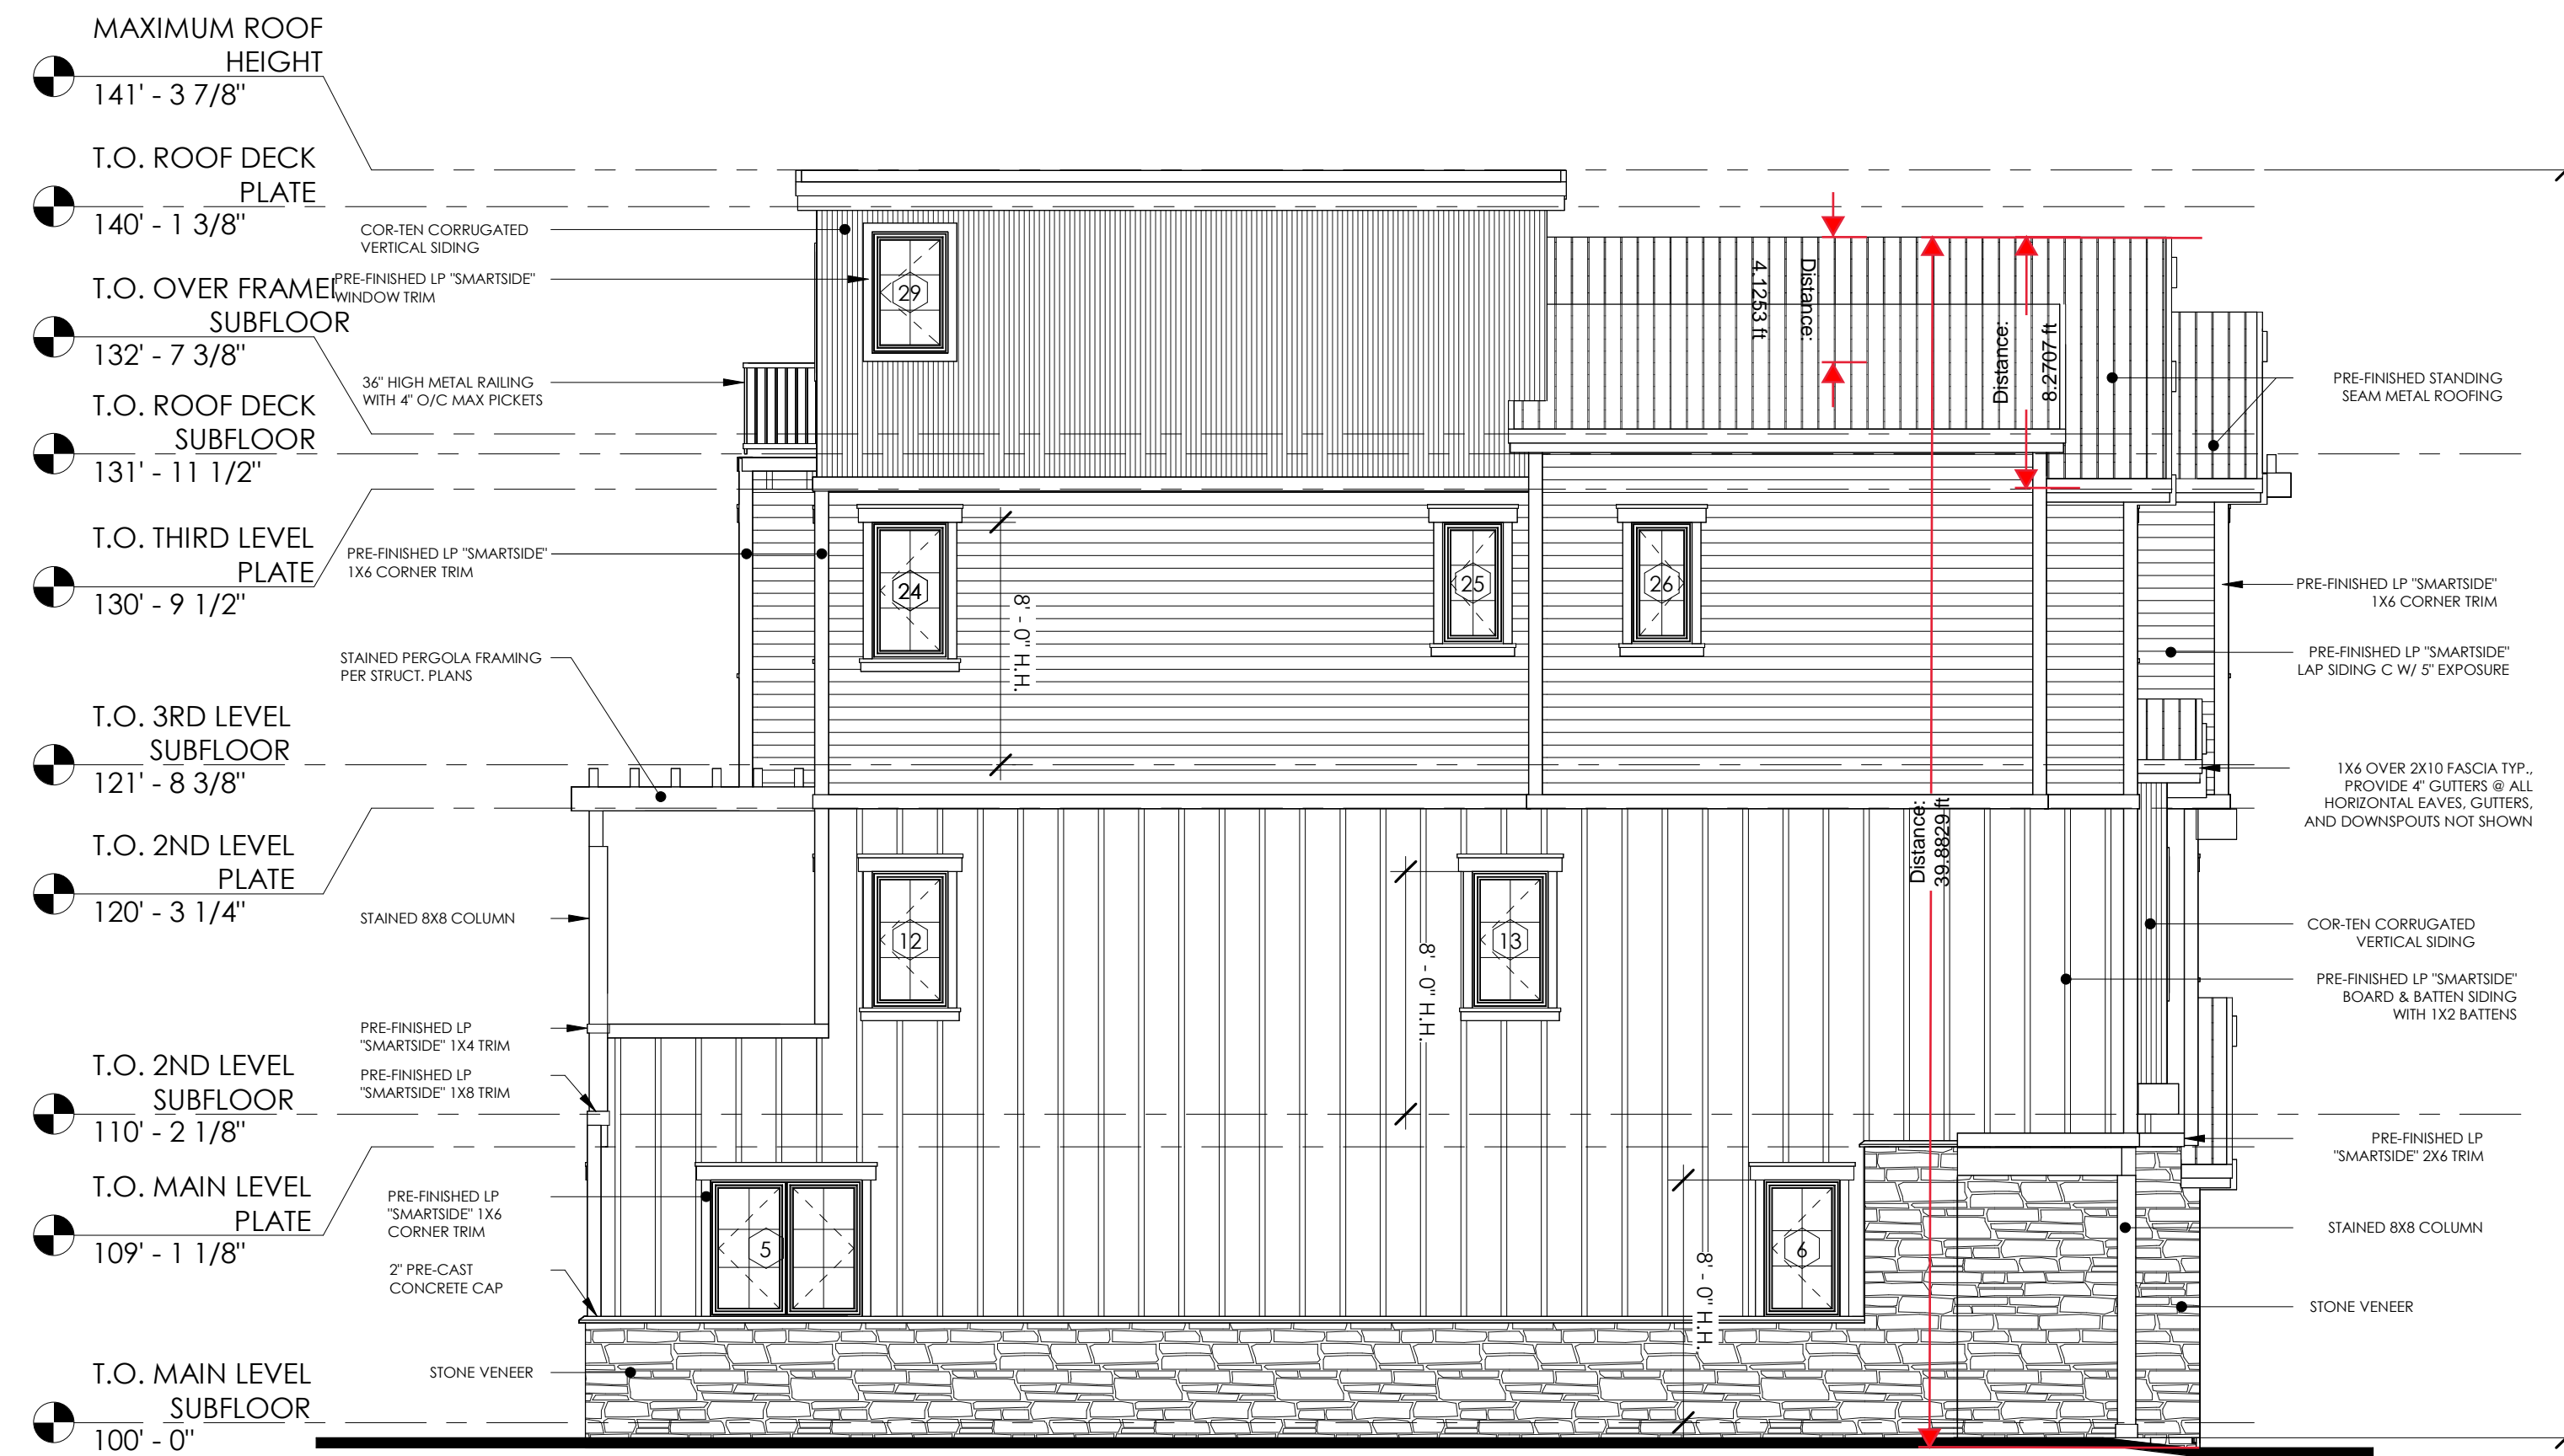 MAXIMUM ROOF
HEIGHT
141' - 3 7/8"
T.O. ROOF DECK
PLATE
140' - 1 3/8"
T.O. OVER FRAME
SUBFLOOR
132' - 7 3/8"
T.O. ROOF DECK
SUBFLOOR
131' - 11 1/2"
T.O. THIRD LEVEL
PLATE
130' - 9 1/2"
T.O. 3RD LEVEL
SUBFLOOR
121' - 8 3/8"
T.O. 2ND LEVEL
PLATE
120' - 3 1/4"
T.O. 2ND LEVEL
SUBFLOOR
110' - 2 1/8"
T.O. MAIN LEVEL
PLATE
109' - 1 1/8"
T.O. MAIN LEVEL
SUBFLOOR
100' - 0"
COR-TEN CORRUGATED
VERTICAL SIDING
PRE-FINISHED LP "SMARTSIDE"
WINDOW TRIM
36" HIGH METAL RAILING
WITH 4" O/C MAX PICKETS
PRE-FINISHED LP "SMARTSIDE"
1X6 CORNER TRIM
STAINED PERGOLA FRAMING
PER STRUCT. PLANS
STAINED 8X8 COLUMN
PRE-FINISHED LP
"SMARTSIDE" 1X4 TRIM
PRE-FINISHED LP
"SMARTSIDE" 1X8 TRIM
PRE-FINISHED LP
"SMARTSIDE" 1X6
CORNER TRIM
2" PRE-CAST
CONCRETE CAP
STONE VENEER
29
24
25
26
12
13
5
6
8' - 0" H.H.
8' - 0" H.H.
8' - 0" H.H.
Distance:
4.1253 ft
Distance:
8.2707 ft
Distance:
39.8829 ft
PRE-FINISHED STANDING
SEAM METAL ROOFING
PRE-FINISHED LP "SMARTSIDE"
1X6 CORNER TRIM
PRE-FINISHED LP "SMARTSIDE"
LAP SIDING C W/ 5" EXPOSURE
1X6 OVER 2X10 FASCIA TYP.,
PROVIDE 4" GUTTERS @ ALL
HORIZONTAL EAVES, GUTTERS,
AND DOWNSPOUTS NOT SHOWN
COR-TEN CORRUGATED
VERTICAL SIDING
PRE-FINISHED LP "SMARTSIDE"
BOARD & BATTEN SIDING
WITH 1X2 BATTENS
PRE-FINISHED LP
"SMARTSIDE" 2X6 TRIM
STAINED 8X8 COLUMN
STONE VENEER